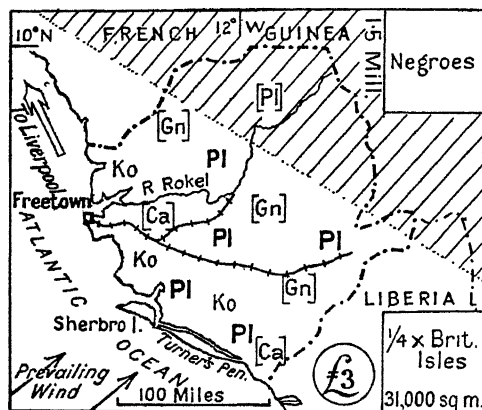 10°N
FRENCH 12° W GUINEA
15 Mill. Negroes
To Liverpool
[Gn]
[Pl]
Ko
Pl
R Rokel
Freetown
[Ca]
[Gn]
ATLANTIC
Ko
Pl
Pl
Pl
Ko
[Gn]
LIBERIA
Sherbro I.
Turner's Pen.
Pl
[Ca]
OCEAN
Prevailing
Wind
100 Miles
£3
1/4 x Brit.
Isles
31,000 sq m.